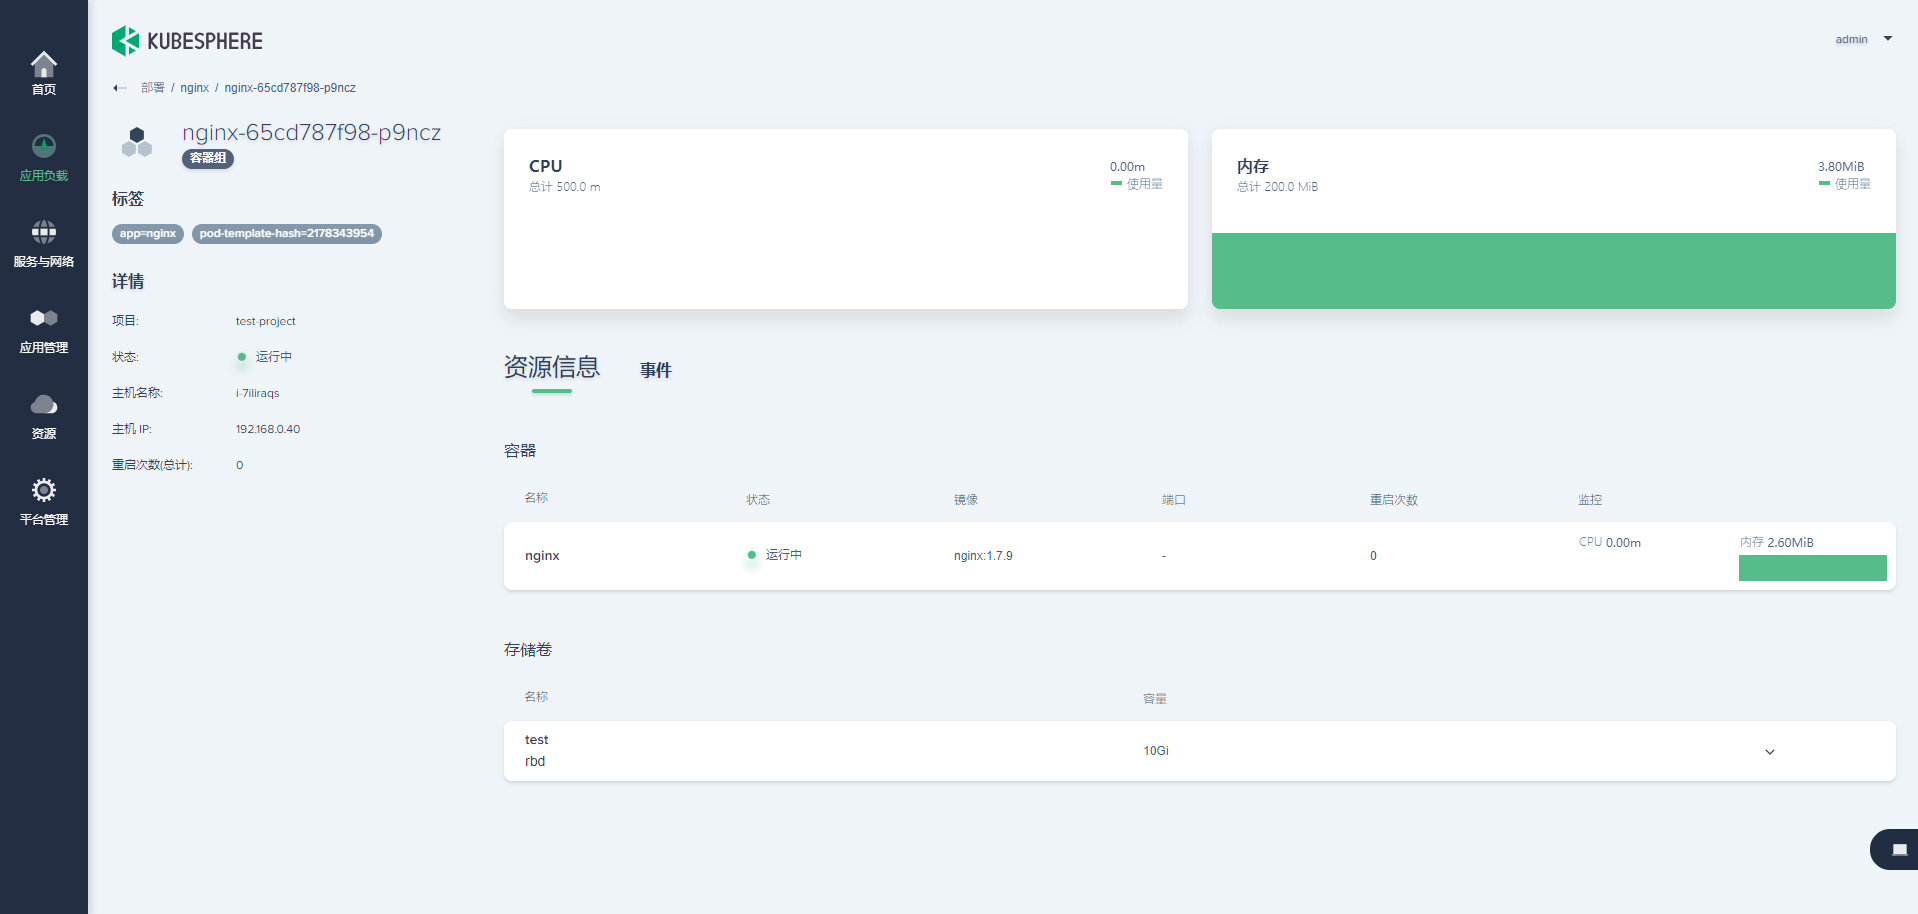 KUBESPHERE
admin
首页
应用负载
服务与网络
应用管理
资源
平台管理
部署 / nginx / nginx-65cd787f98-p9ncz
nginx-65cd787f98-p9ncz
容器组
标签
app=nginx pod-template-hash=2178343954
详情
项目: test-project
状态: 运行中
主机名称: i-7iliraqs
主机 IP: 192.168.0.40
重启次数(总计): 0
CPU
总计 500.0 m
0.00m
使用量
内存
总计 200.0 MiB
3.80MiB
使用量
资源信息 事件
容器
名称 状态 镜像 端口 重启次数 监控
nginx 运行中 nginx:1.7.9 - 0 CPU 0.00m 内存 2.60MiB
存储卷
名称 容量
test
rbd
10Gi